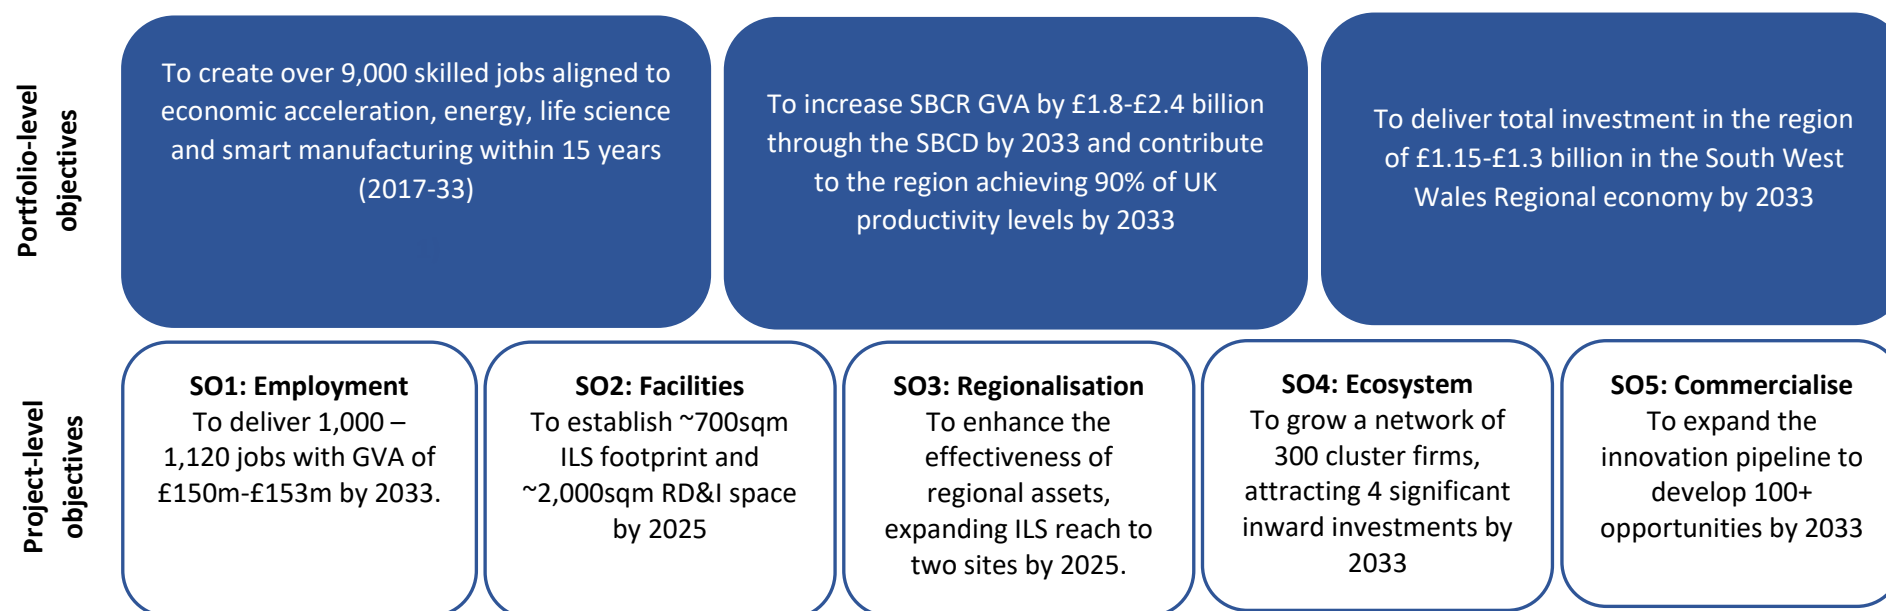 Portfolio-level
objectives
To create over 9,000 skilled jobs aligned to
economic acceleration, energy, life science
and smart manufacturing within 15 years
(2017-33)
To increase SBCR GVA by £1.8-£2.4 billion
through the SBCD by 2033 and contribute
to the region achieving 90% of UK
productivity levels by 2033
To deliver total investment in the region
of £1.15-£1.3 billion in the South West
Wales Regional economy by 2033
Project-level
objectives
SO1: Employment
To deliver 1,000 –
1,120 jobs with GVA of
£150m-£153m by 2033.
SO2: Facilities
To establish ~700sqm
ILS footprint and
~2,000sqm RD&I space
by 2025
SO3: Regionalisation
To enhance the
effectiveness of
regional assets,
expanding ILS reach to
two sites by 2025.
SO4: Ecosystem
To grow a network of
300 cluster firms,
attracting 4 significant
inward investments by
2033
SO5: Commercialise
To expand the
innovation pipeline to
develop 100+
opportunities by 2033